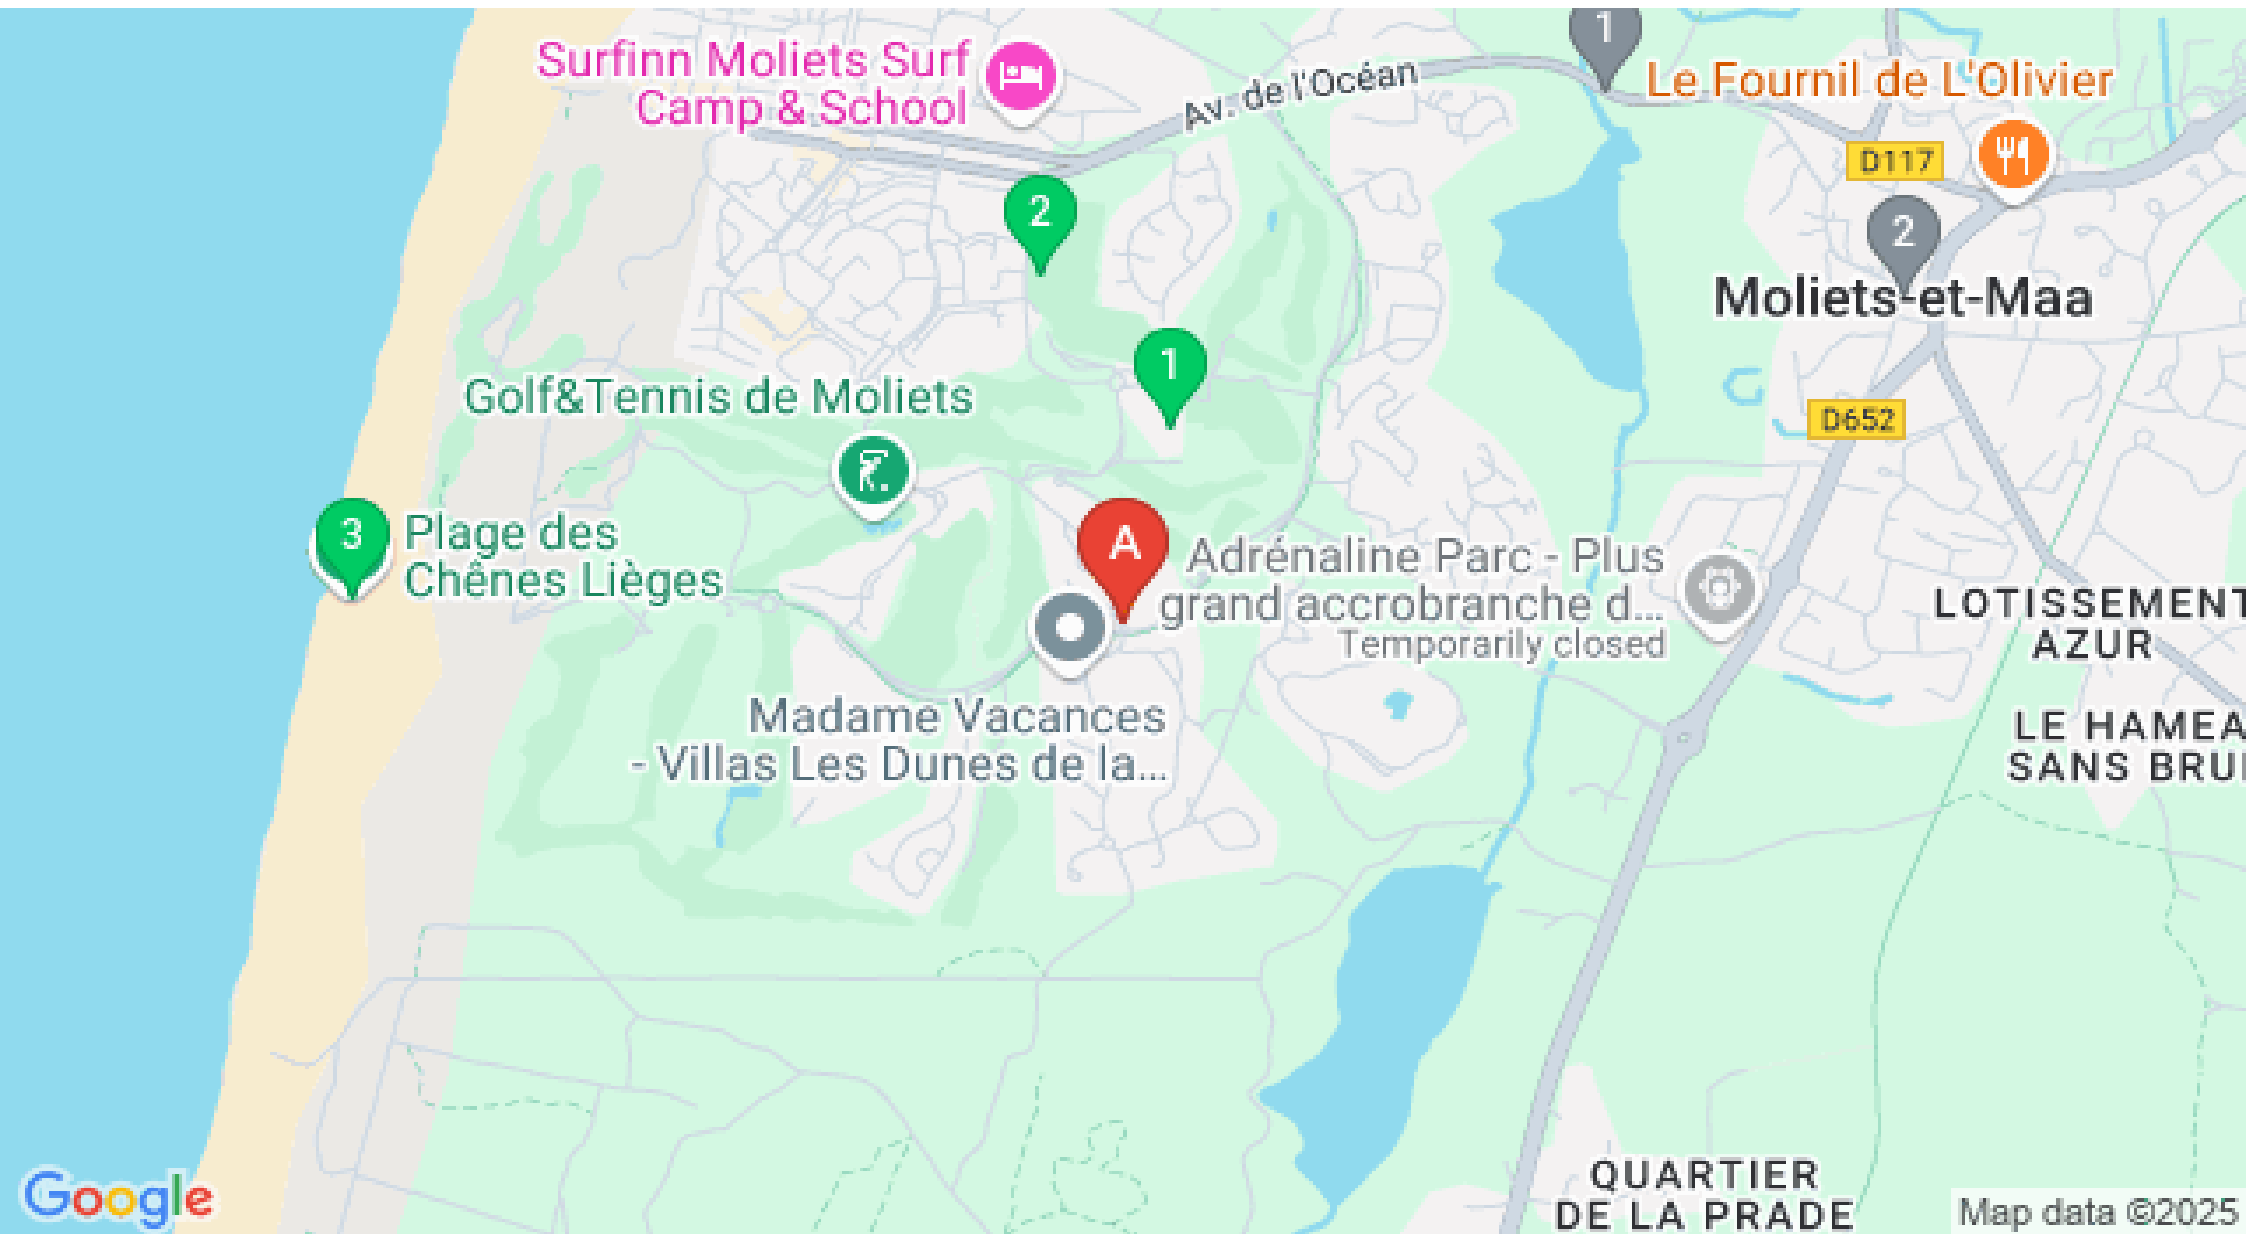 1
Surfinn Moliets Surf
Camp & School
Av. de l'Océan
Le Fournil de L'Olivier
D117
2
2
Moliets-et-Maa
1
Golf&Tennis de Moliets
D652
3
Plage des
Chênes Lièges
A
Adrénaline Parc - Plus
grand accrobranche d...
Temporarily closed
LOTISSEMENT
AZUR
Madame Vacances
- Villas Les Dunes de la...
LE HAMEA
SANS BRUI
QUARTIER
DE LA PRADE
Google
Map data ©2025